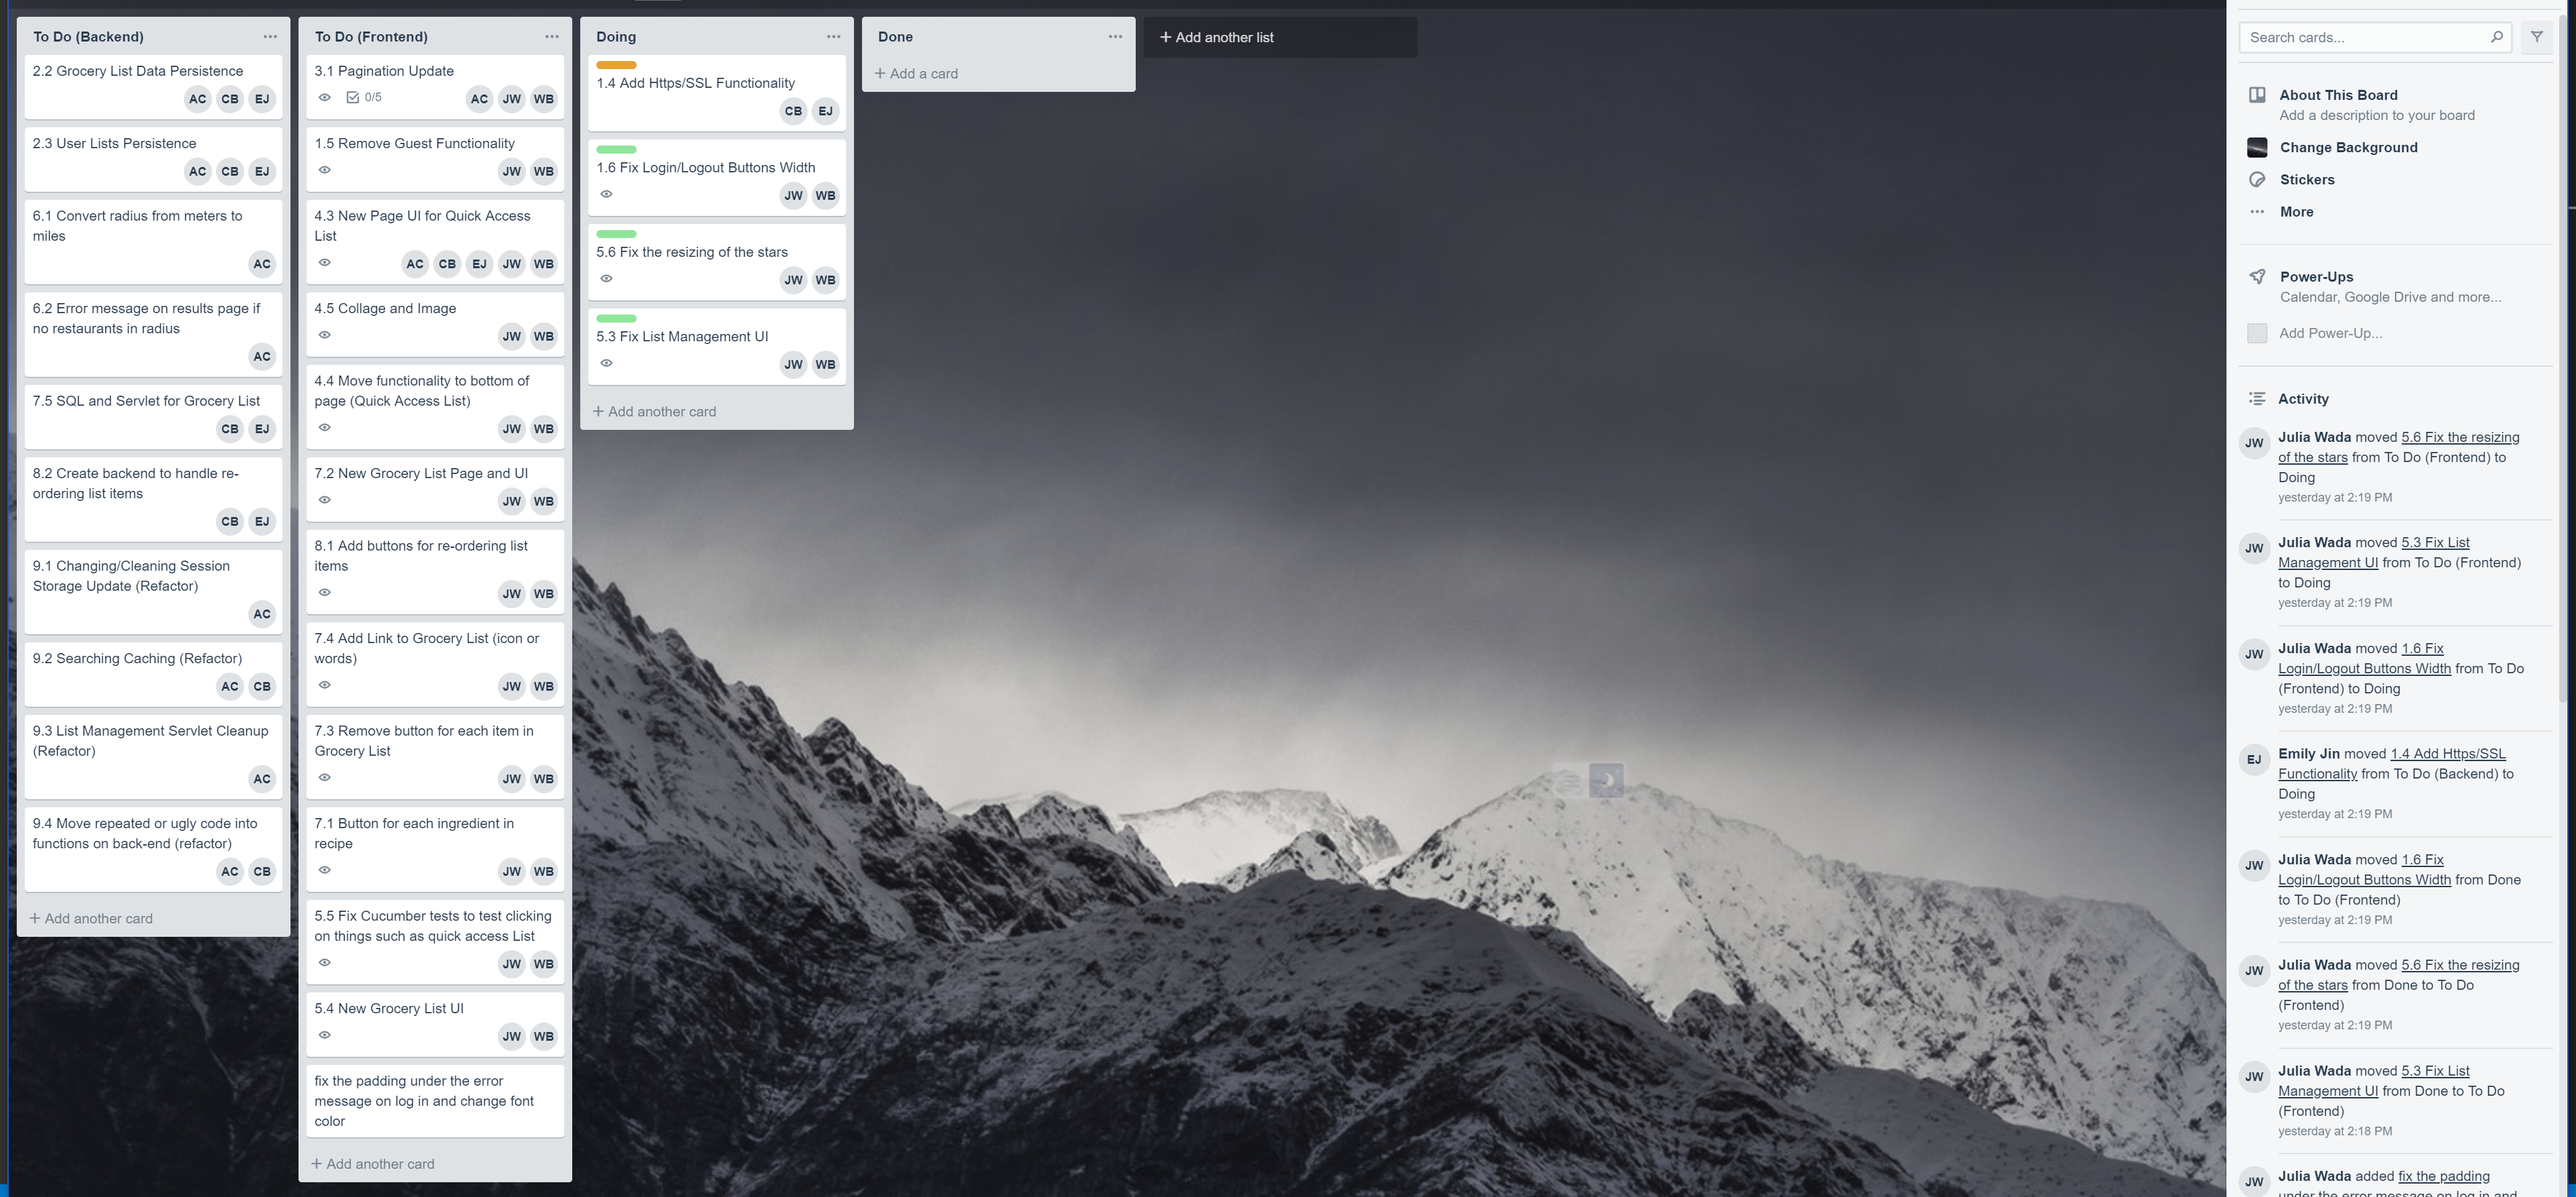 To Do (Backend)
2.2 Grocery List Data Persistence
AC CB EJ
2.3 User Lists Persistence
AC CB EJ
6.1 Convert radius from meters to
miles
AC
6.2 Error message on results page if
no restaurants in radius
AC
7.5 SQL and Servlet for Grocery List
CB EJ
8.2 Create backend to handle re-
ordering list items
CB EJ
9.1 Changing/Cleaning Session
Storage Update (Refactor)
AC
9.2 Searching Caching (Refactor)
AC CB
9.3 List Management Servlet Cleanup
(Refactor)
AC
9.4 Move repeated or ugly code into
functions on back-end (refactor)
AC CB
+ Add another card
To Do (Frontend)
3.1 Pagination Update
0/5 AC JW WB
1.5 Remove Guest Functionality
JW WB
4.3 New Page UI for Quick Access
List
AC CB EJ JW WB
4.5 Collage and Image
JW WB
4.4 Move functionality to bottom of
page (Quick Access List)
JW WB
7.2 New Grocery List Page and UI
JW WB
8.1 Add buttons for re-ordering list
items
JW WB
7.4 Add Link to Grocery List (icon or
words)
JW WB
7.3 Remove button for each item in
Grocery List
JW WB
7.1 Button for each ingredient in
recipe
JW WB
5.5 Fix Cucumber tests to test clicking
on things such as quick access List
JW WB
5.4 New Grocery List UI
JW WB
fix the padding under the error
message on log in and change font
color
+ Add another card
Doing
1.4 Add Https/SSL Functionality
CB EJ
1.6 Fix Login/Logout Buttons Width
JW WB
5.6 Fix the resizing of the stars
JW WB
5.3 Fix List Management UI
JW WB
+ Add another card
Done
+ Add a card
+ Add another list
Search cards...
About This Board
Add a description to your board
Change Background
Stickers
More
Power-Ups
Calendar, Google Drive and more...
Add Power-Up...
Activity
JW Julia Wada moved 5.6 Fix the resizing
of the stars from To Do (Frontend) to
Doing
yesterday at 2:19 PM
JW Julia Wada moved 5.3 Fix List
Management UI from To Do (Frontend)
to Doing
yesterday at 2:19 PM
JW Julia Wada moved 1.6 Fix
Login/Logout Buttons Width from To Do
(Frontend) to Doing
yesterday at 2:19 PM
EJ Emily Jin moved 1.4 Add Https/SSL
Functionality from To Do (Backend) to
Doing
yesterday at 2:19 PM
JW Julia Wada moved 1.6 Fix
Login/Logout Buttons Width from Done
to To Do (Frontend)
yesterday at 2:19 PM
JW Julia Wada moved 5.6 Fix the resizing
of the stars from Done to To Do
(Frontend)
yesterday at 2:19 PM
JW Julia Wada moved 5.3 Fix List
Management UI from Done to To Do
(Frontend)
yesterday at 2:18 PM
JW Julia Wada added fix the padding
under the error message on log in and